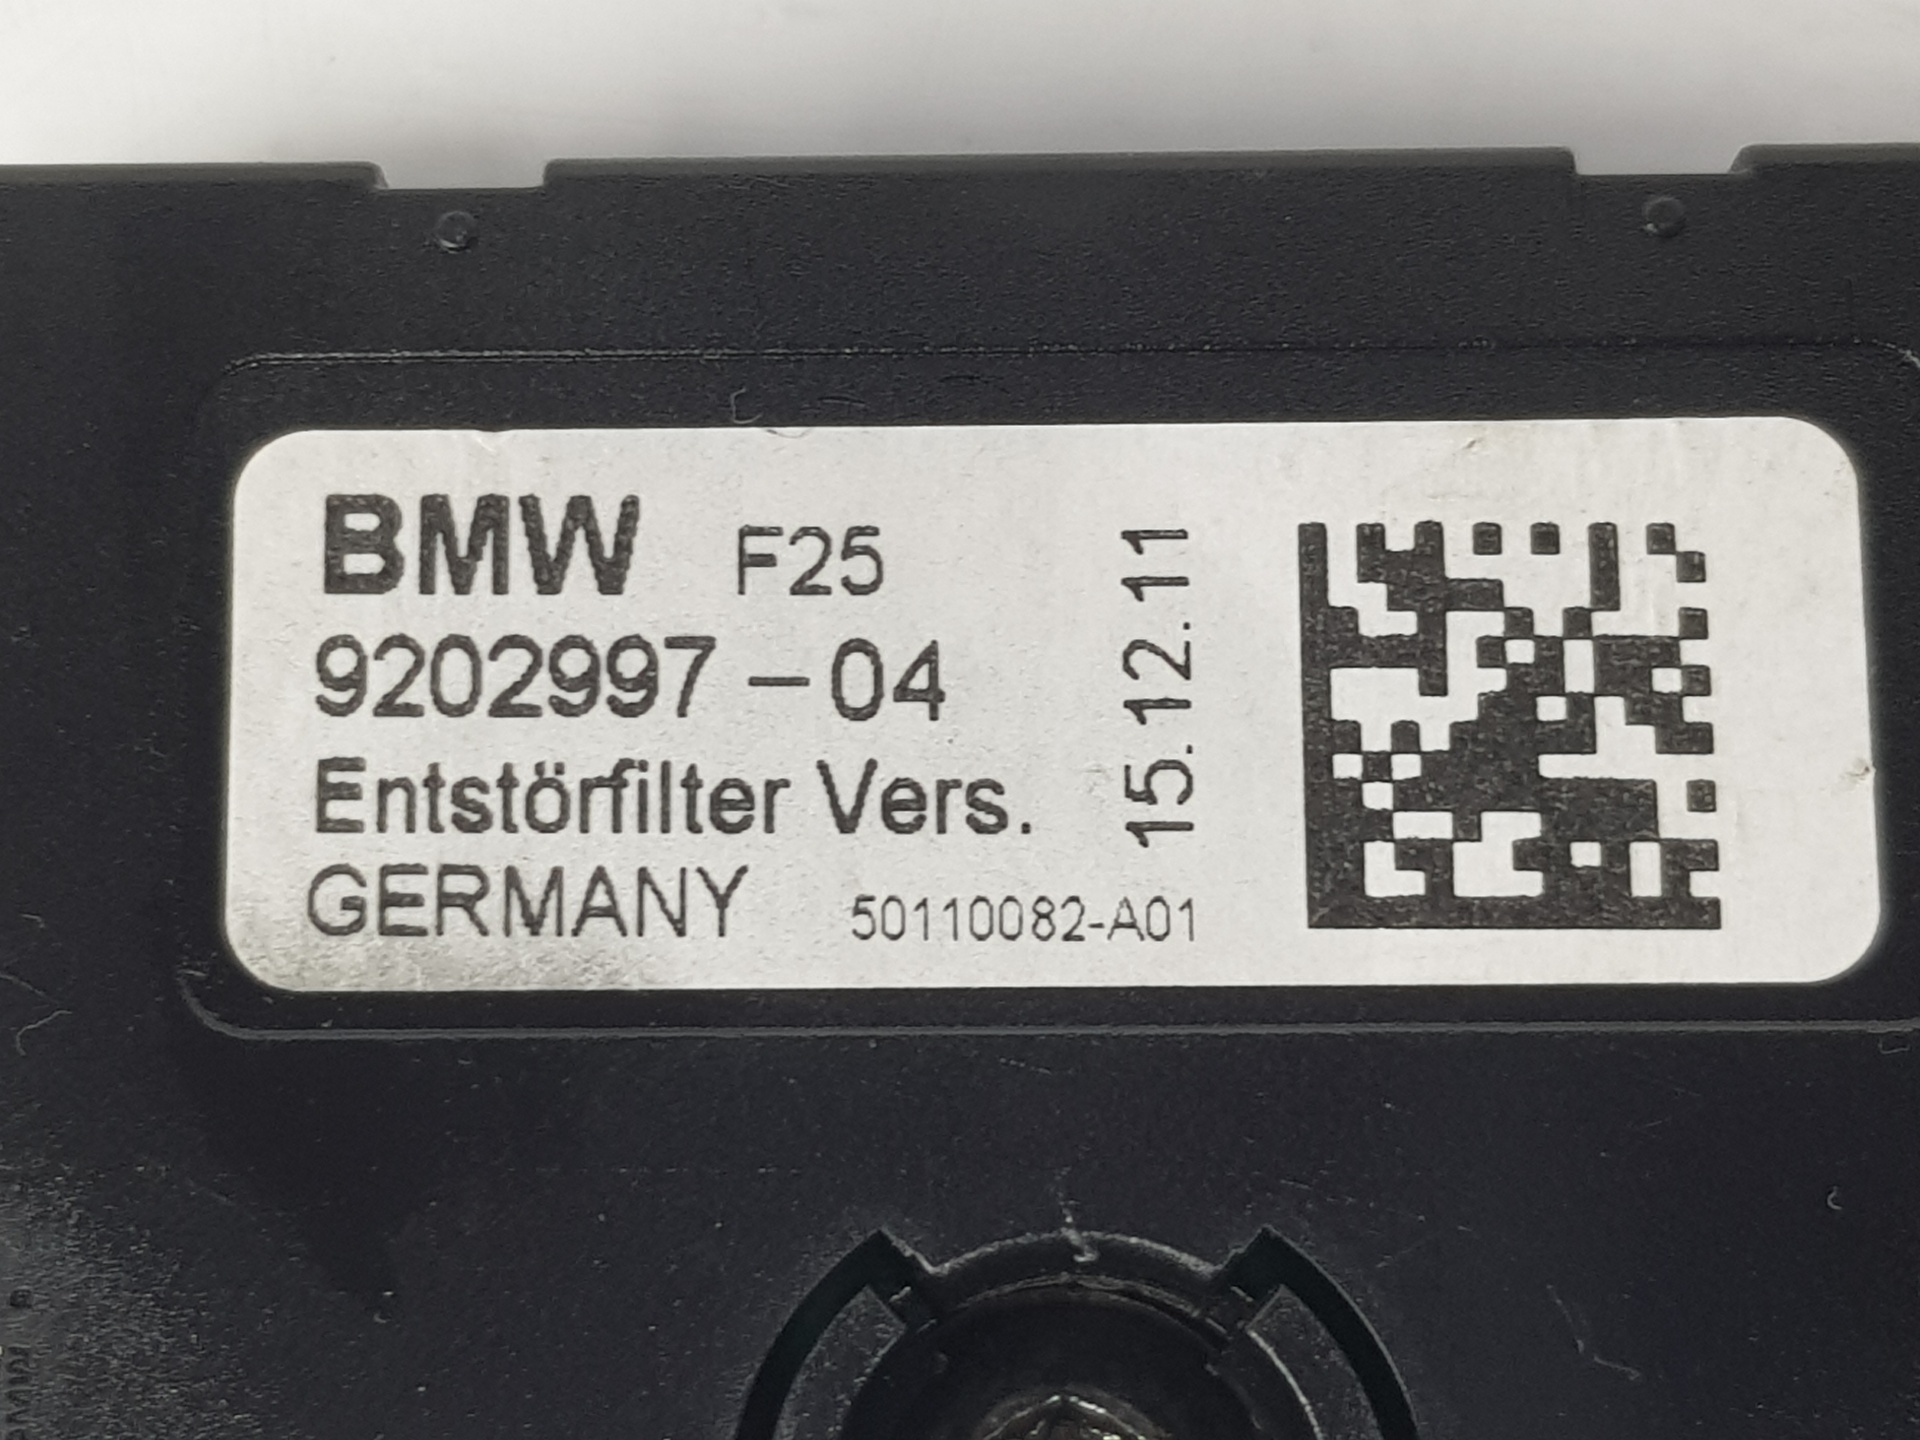 BMW F25
9202997-04
Entstörfilter Vers.
GERMANY 50110082-A01
15.12.11